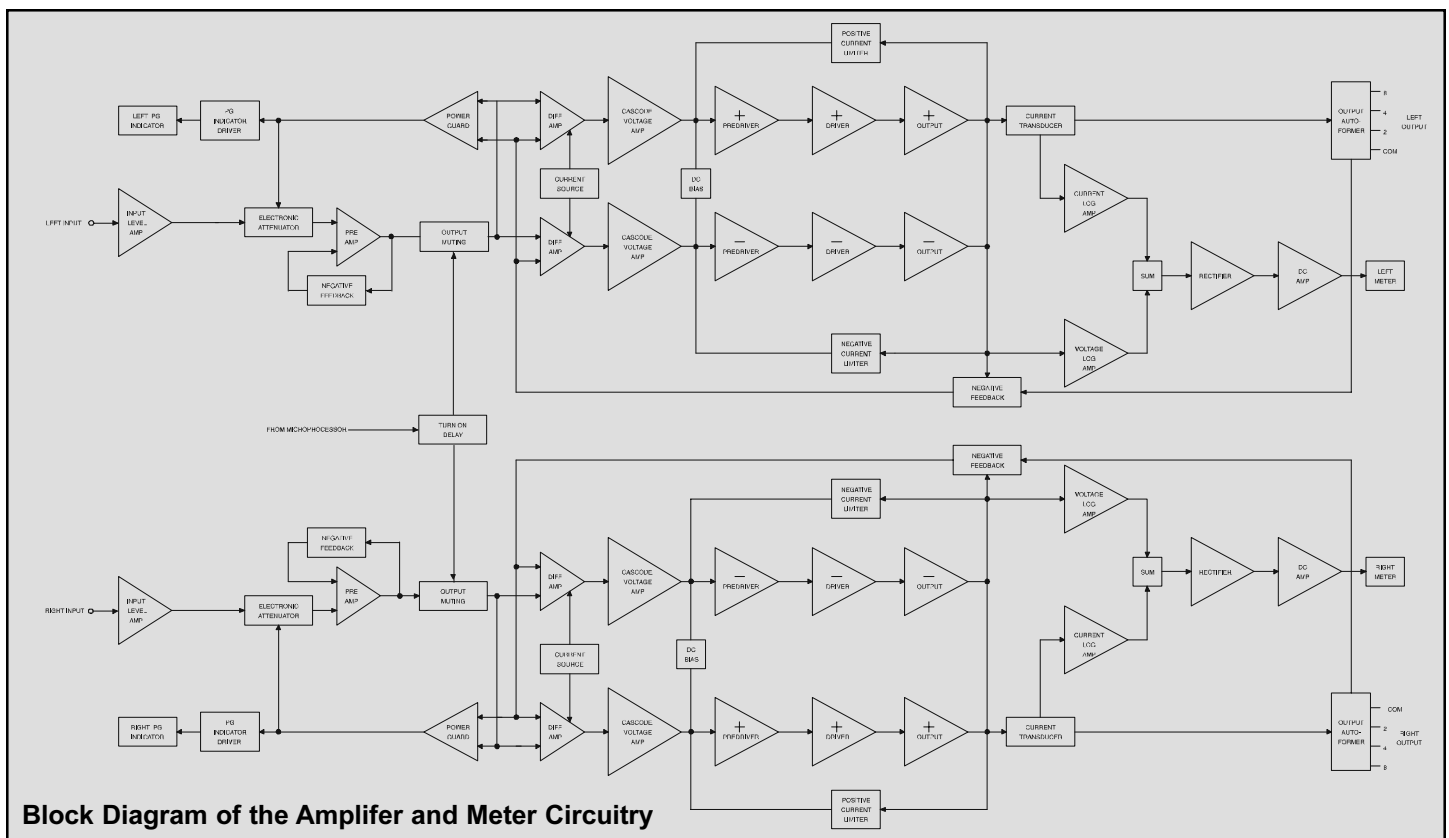 POSITIVE
CURRENT
LIMITER
LEFT PG
INDICATOR
PG
INDICATOR
DRIVER
POWER
GUARD
DIFF
AMP
CASCODE
VOLTAGE
AMP
+
PREDRIVER
+
DRIVER
+
OUTPUT
CURRENT
TRANSDUCER
OUTPUT
AUTO-
FORMER
8
4
2
COM
LEFT
OUTPUT
CURRENT
SOURCE
DC
BIAS
CURRENT
LOG
AMP
LEFT INPUT
INPUT
LEVEL
AMP
ELECTRONIC
ATTENUATOR
PRE
AMP
OUTPUT
MUTING
DIFF
AMP
CASCODE
VOLTAGE
AMP
−
PREDRIVER
−
DRIVER
−
OUTPUT
SUM
RECTIFIER
DC
AMP
LEFT
METER
NEGATIVE
FEEDBACK
NEGATIVE
CURRENT
LIMITER
VOLTAGE
LOG
AMP
NEGATIVE
FEEDBACK
FROM MICHOPHOCESSOR
TURN ON
DELAY
NEGATIVE
FEEDBACK
NEGATIVE
CURRENT
LIMITER
VOLTAGE
LOG
AMP
NEGATIVE
FEEDBACK
RIGHT INPUT
INPUT
LEVEL
AMP
ELECTRONIC
ATTENUATOR
PRE
AMP
OUTPUT
MUTING
DIFF
AMP
CASCODE
VOLTAGE
AMP
−
PREDRIVER
−
DRIVER
−
OUTPUT
SUM
RECTIFIER
DC
AMP
RIGHT
METER
CURRENT
SOURCE
DC
BIAS
CURRENT
LOG
AMP
RIGHT PG
INDICATOR
PG
INDICATOR
DRIVER
POWER
GUARD
DIFF
AMP
CASCODE
VOLTAGE
AMP
+
PREDRIVER
+
DRIVER
+
OUTPUT
CURRENT
TRANSDUCER
OUTPUT
AUTO-
FORMER
COM
2
4
8
RIGHT
OUTPUT
POSITIVE
CURRENT
LIMITER
Block Diagram of the Amplifer and Meter Circuitry